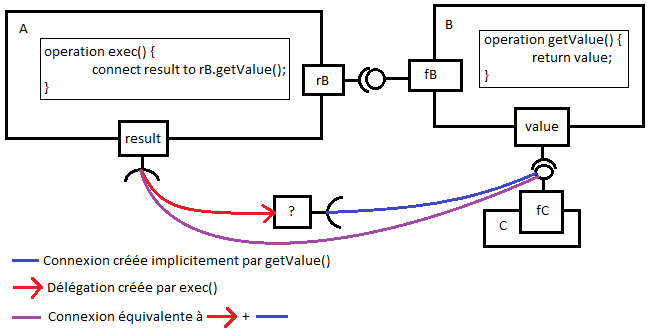 A
operation exec() {
connect result to rB.getValue();
}
rB
result
B
operation getValue() {
return value;
}
fB
value
?
C
fC
Connexion créée implicitement par getValue()
Délégation créée par exec()
Connexion équivalente à +